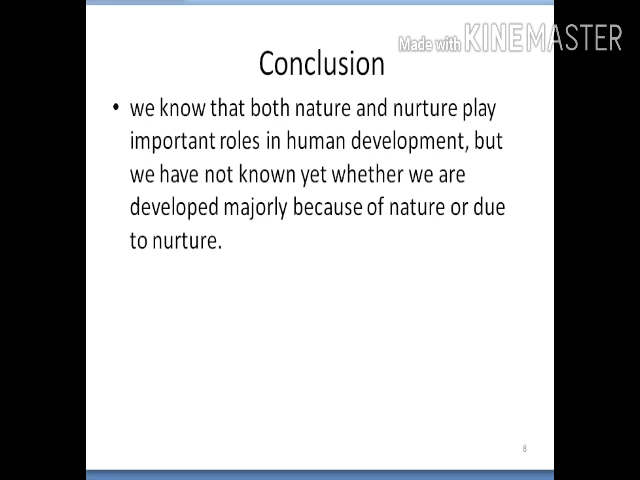 Made with KINEMASTER
Conclusion
• we know that both nature and nurture play
important roles in human development, but
we have not known yet whether we are
developed majorly because of nature or due
to nurture.
8